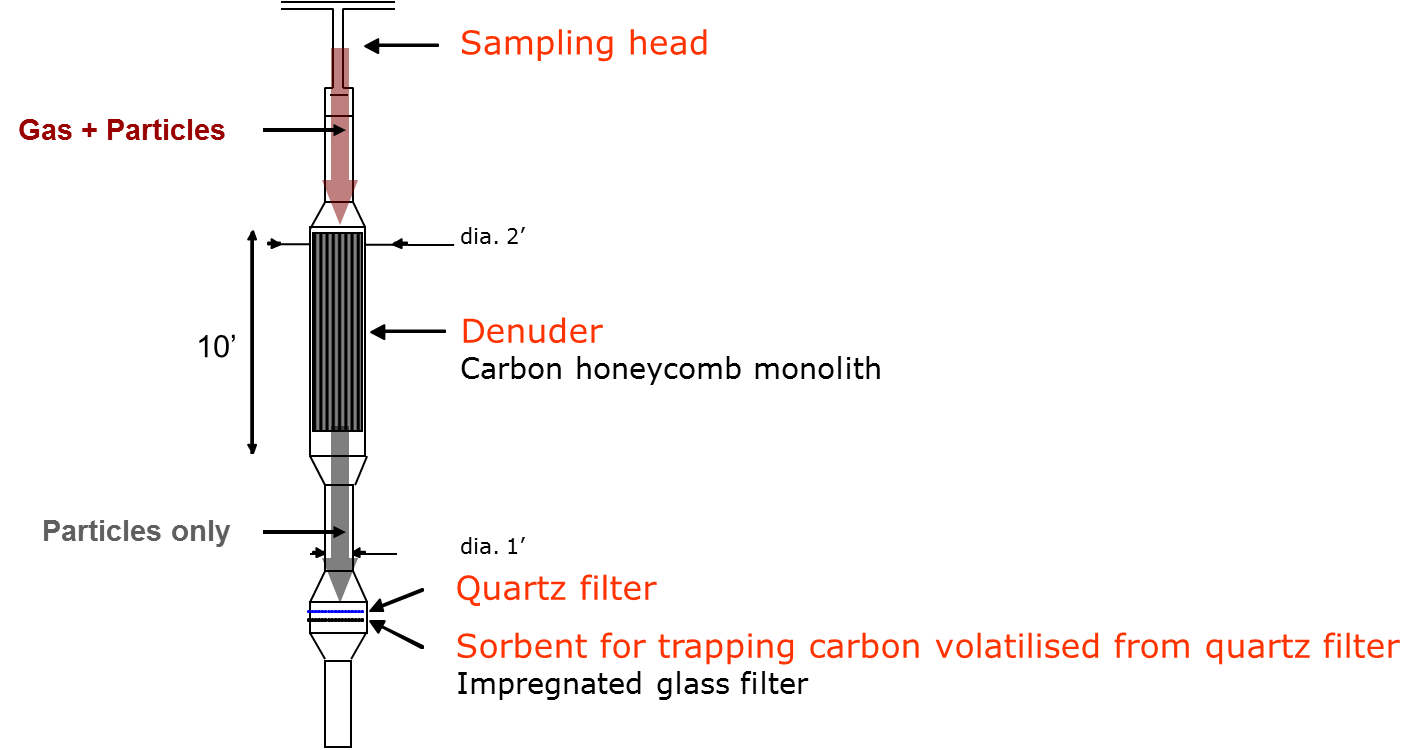 Sampling head
Gas + Particles
dia. 2’
Denuder
10’
Carbon honeycomb monolith
Particles only
dia. 1’
Quartz filter
Sorbent for trapping carbon volatilised from quartz filter
Impregnated glass filter